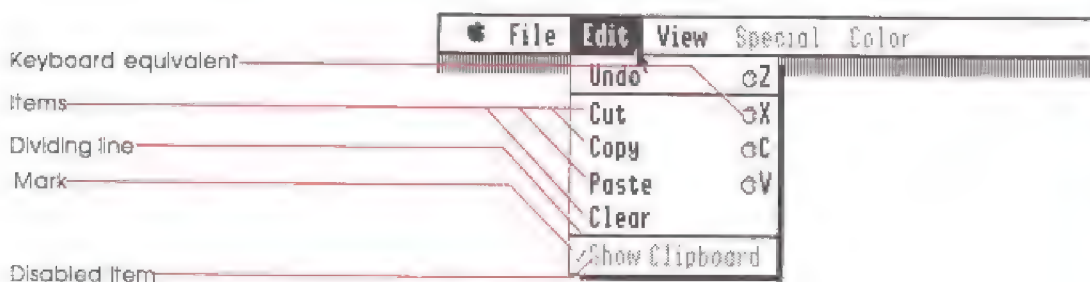 File Edit View Special Color
Keyboard equivalent
Undo Z
Items
Cut X
Dividing line
Copy C
Mark
Paste V
Clear
✓Show Clipboard
Disabled Item